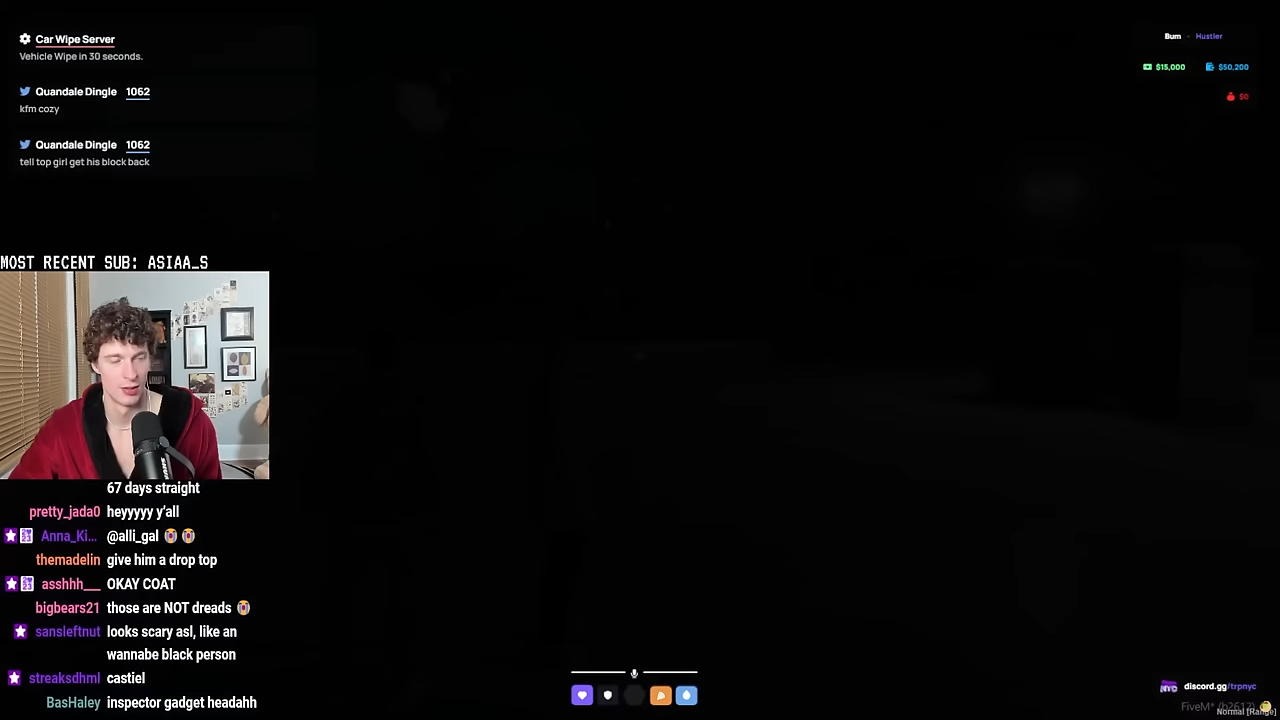 Car Wipe Server
Vehicle Wipe in 30 seconds.
Quandale Dingle 1062
kfm cozy
Quandale Dingle 1062
tell top girl get his block back
Bum - Hustler
$15,000 $50,200
$0
MOST RECENT SUB: ASIAA_S
67 days straight
pretty_jada0 heyyyyy y'all
Anna_Ki... @alli_gal 😭 😭
themadelin give him a drop top
asshhh___ OKAY COAT
bigbears21 those are NOT dreads 😭
sansleftnut looks scary asl, like an
wannabe black person
streaksdhml castiel
BasHaley inspector gadget headahh
discord.gg/trpnyc
Normal [Range]